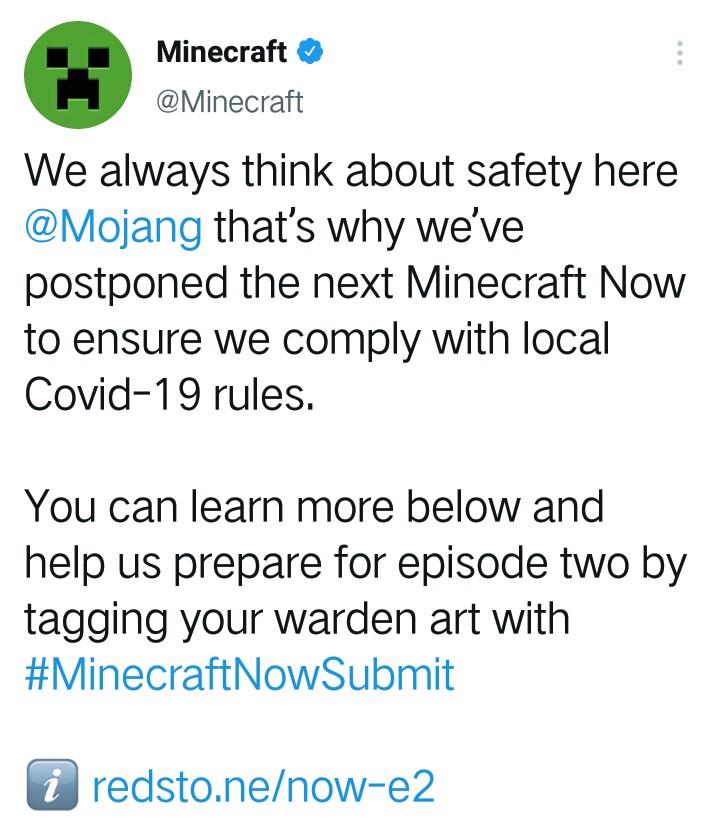 Minecraft
@Minecraft
We always think about safety here
@Mojang that's why we've
postponed the next Minecraft Now
to ensure we comply with local
Covid-19 rules.
You can learn more below and
help us prepare for episode two by
tagging your warden art with
#MinecraftNowSubmit
i redsto.ne/now-e2